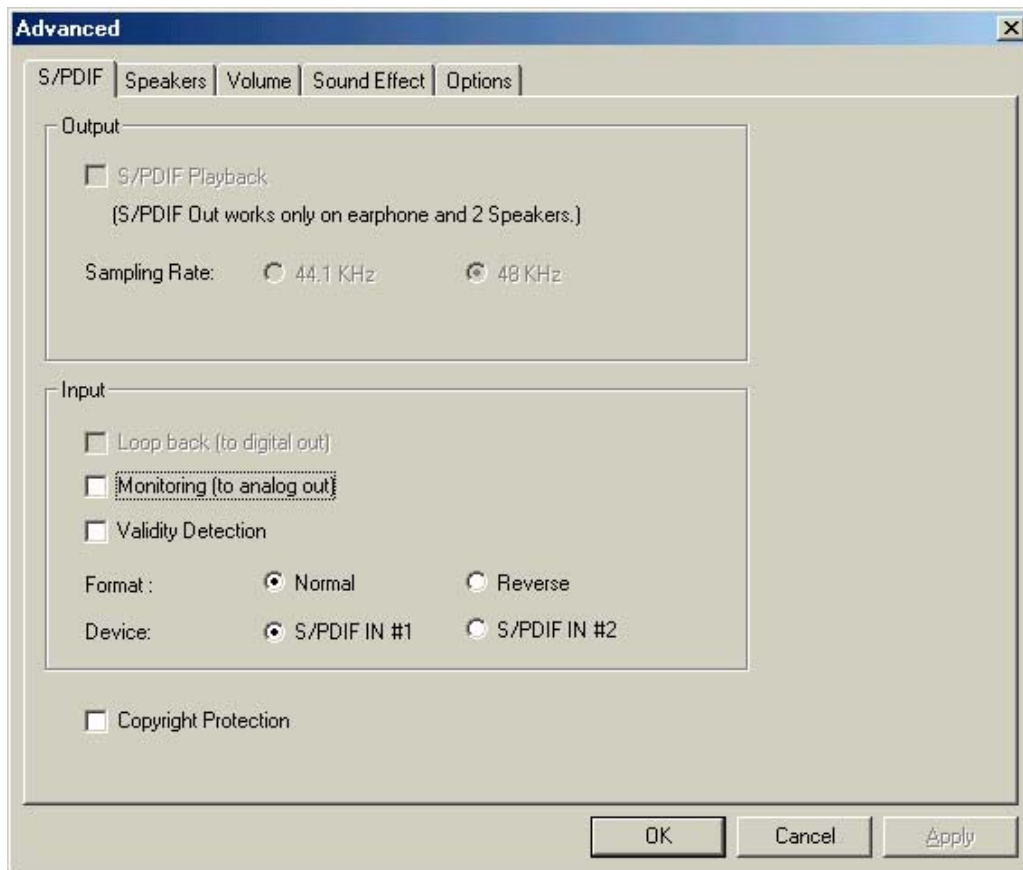 Advanced
S/PDIF Speakers Volume Sound Effect Options
Output
S/PDIF Playback
(S/PDIF Out works only on earphone and 2 Speakers.)
Sampling Rate: 44.1 KHz 48 KHz
Input
Loop back (to digital out)
Monitoring (to analog out)
Validity Detection
Format : Normal Reverse
Device: S/PDIF IN #1 S/PDIF IN #2
Copyright Protection
OK Cancel Apply